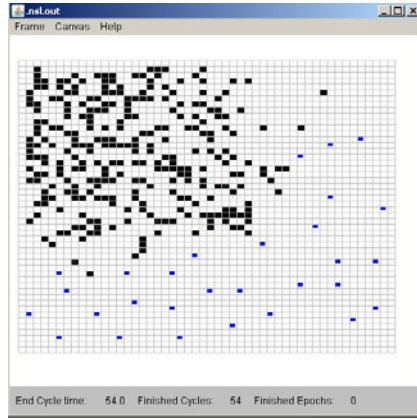 .nsl.out
Frame Canvas Help
End Cycle time: 54.0 Finished Cycles: 54 Finished Epochs: 0